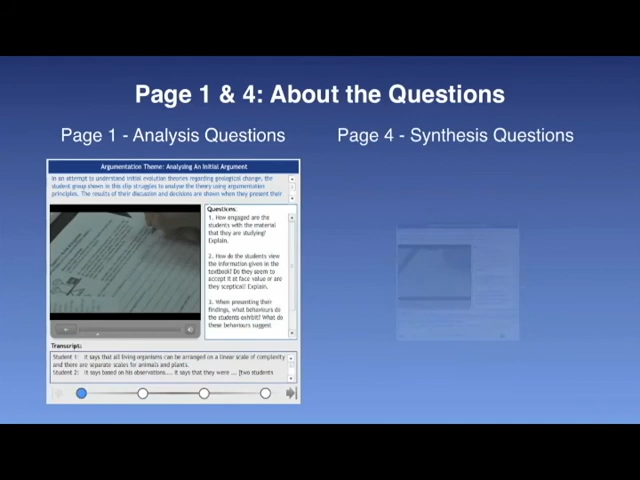 Page 1 & 4: About the Questions
Page 1 - Analysis Questions
Page 4 - Synthesis Questions
Argumentation Theme: Analysing An Initial Argument
In an attempt to understand initial evolution theories regarding geological change, the
student group shown in this clip struggles to analyse the theory using argumentation
principles. The results of their discussion and decisions are shown when they present their
Questions:
1. How engaged are the
students with the material
that they are studying?
Explain.
2. How do the students view
the information given in the
textbook? Do they seem to
accept it at face value or are
they sceptical? Explain.
3. When presenting their
findings, what behaviours do
the students exhibit? What do
these behaviours suggest
Transcript:
Student 1: It says that all living organisms can be arranged on a linear scale of complexity
and there are separate scales for animals and plants.
Student 2: It says based on his observations.... it says that they were ... [two students